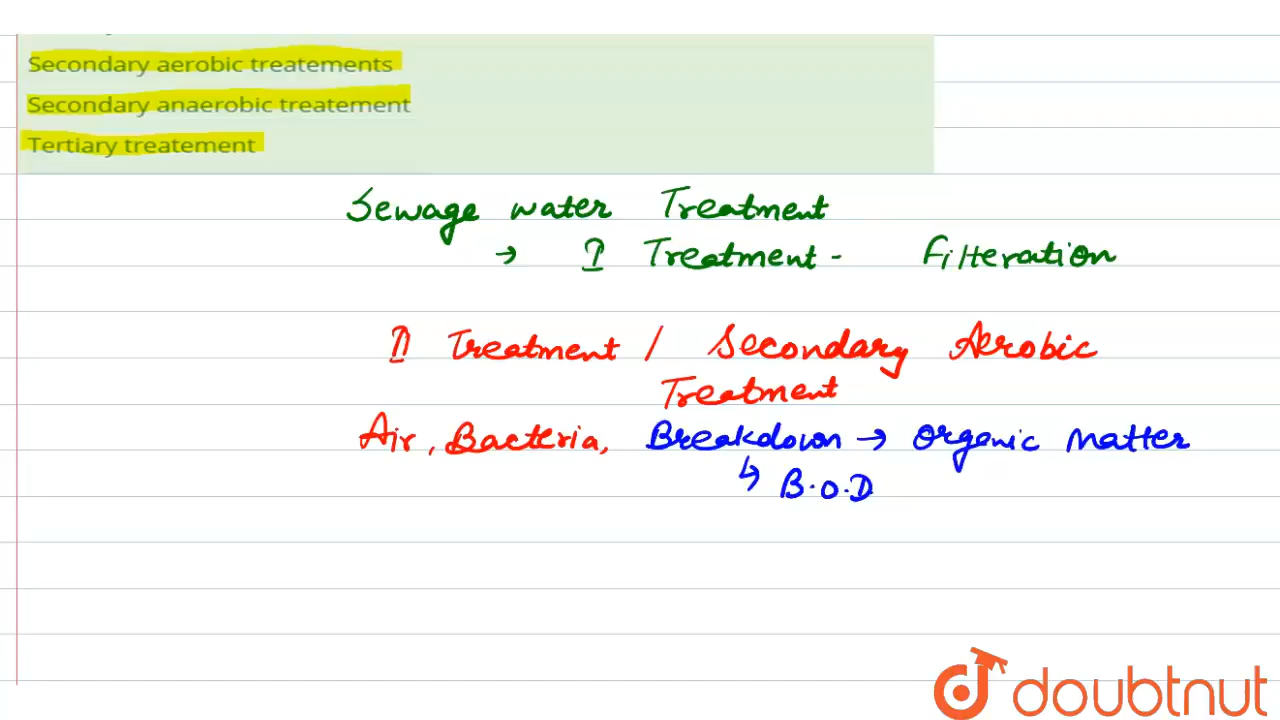 Secondary aerobic treatements
Secondary anaerobic treatement
Tertiary treatement
Sewage water Treatment
→ I Treatment - Filteration
II Treatment / Secondary Aerobic
Treatment
Air, Bacteria, Breakdown → Organic Matter
↳ B.O.D
doubtnut